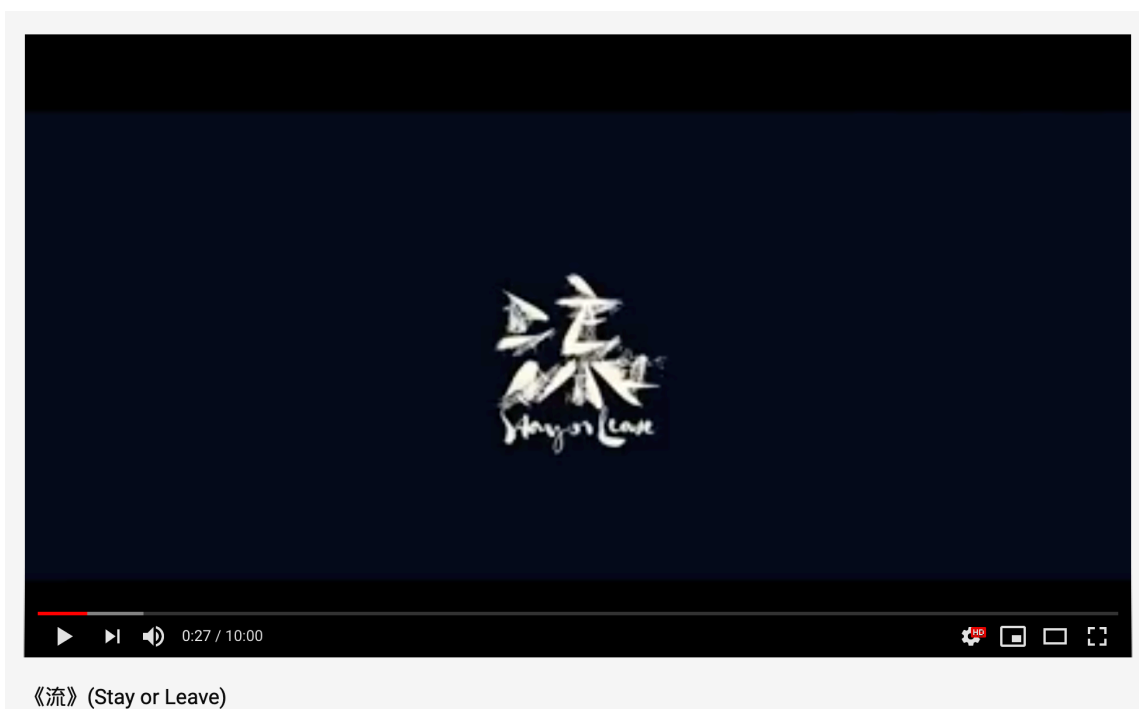 流
Stay or Leave
0:27 / 10:00
HD
《流》(Stay or Leave)